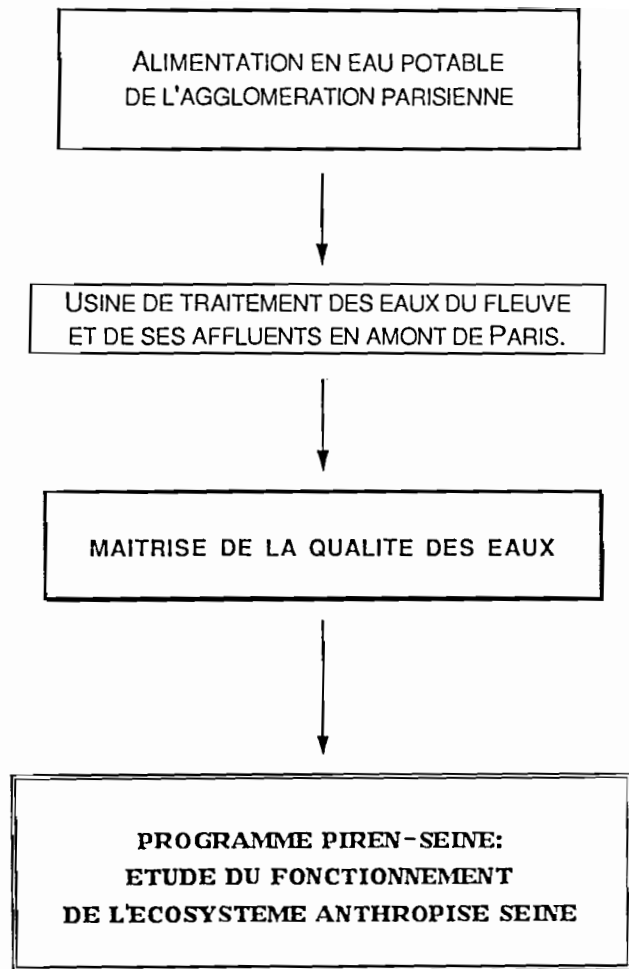 ALIMENTATION EN EAU POTABLE
DE L'AGGLOMERATION PARISIENNE
USINE DE TRAITEMENT DES EAUX DU FLEUVE
ET DE SES AFFLUENTS EN AMONT DE PARIS.
MAITRISE DE LA QUALITE DES EAUX
PROGRAMME PIREN-SEINE:
ETUDE DU FONCTIONNEMENT
DE L'ECOSYSTEME ANTHROPISE SEINE